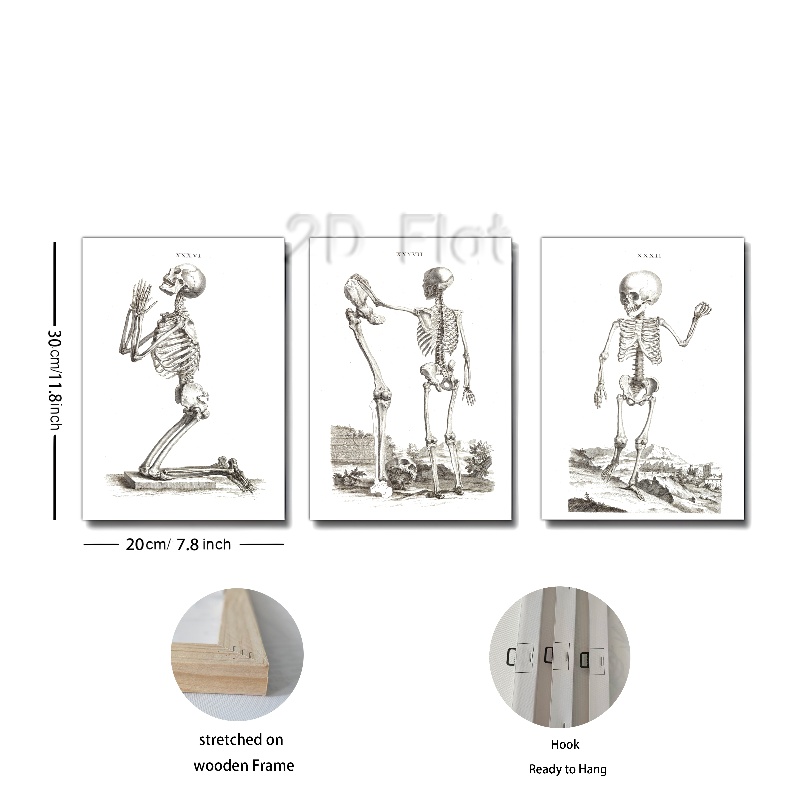 2D Flat
XXXVI
XXXVII
XXXII
30cm/11.8inch
20cm/ 7.8 inch
stretched on
wooden Frame
Hook
Ready to Hang